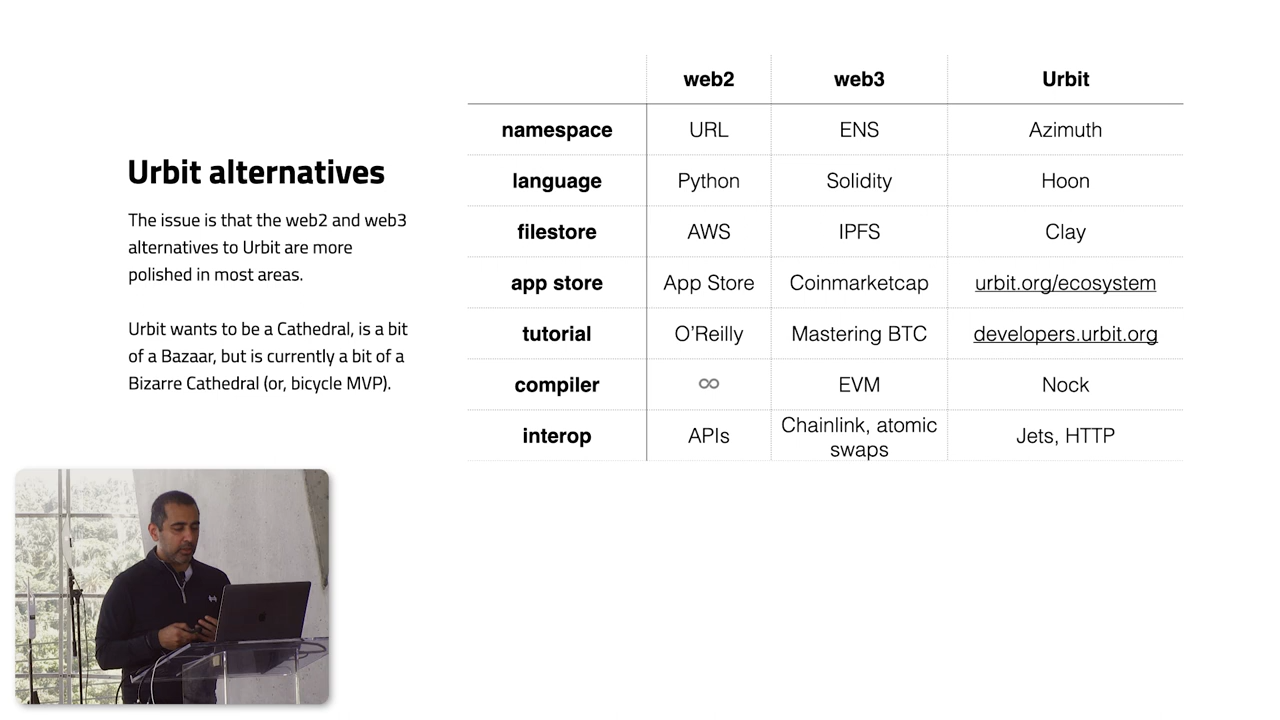 Urbit alternatives
The issue is that the web2 and web3
alternatives to Urbit are more
polished in most areas.
Urbit wants to be a Cathedral, is a bit
of a Bazaar, but is currently a bit of a
Bizarre Cathedral (or, bicycle MVP).
web2 web3 Urbit
namespace URL ENS Azimuth
language Python Solidity Hoon
filestore AWS IPFS Clay
app store App Store Coinmarketcap urbit.org/ecosystem
tutorial O’Reilly Mastering BTC developers.urbit.org
compiler ∞ EVM Nock
interop APIs Chainlink, atomic swaps Jets, HTTP